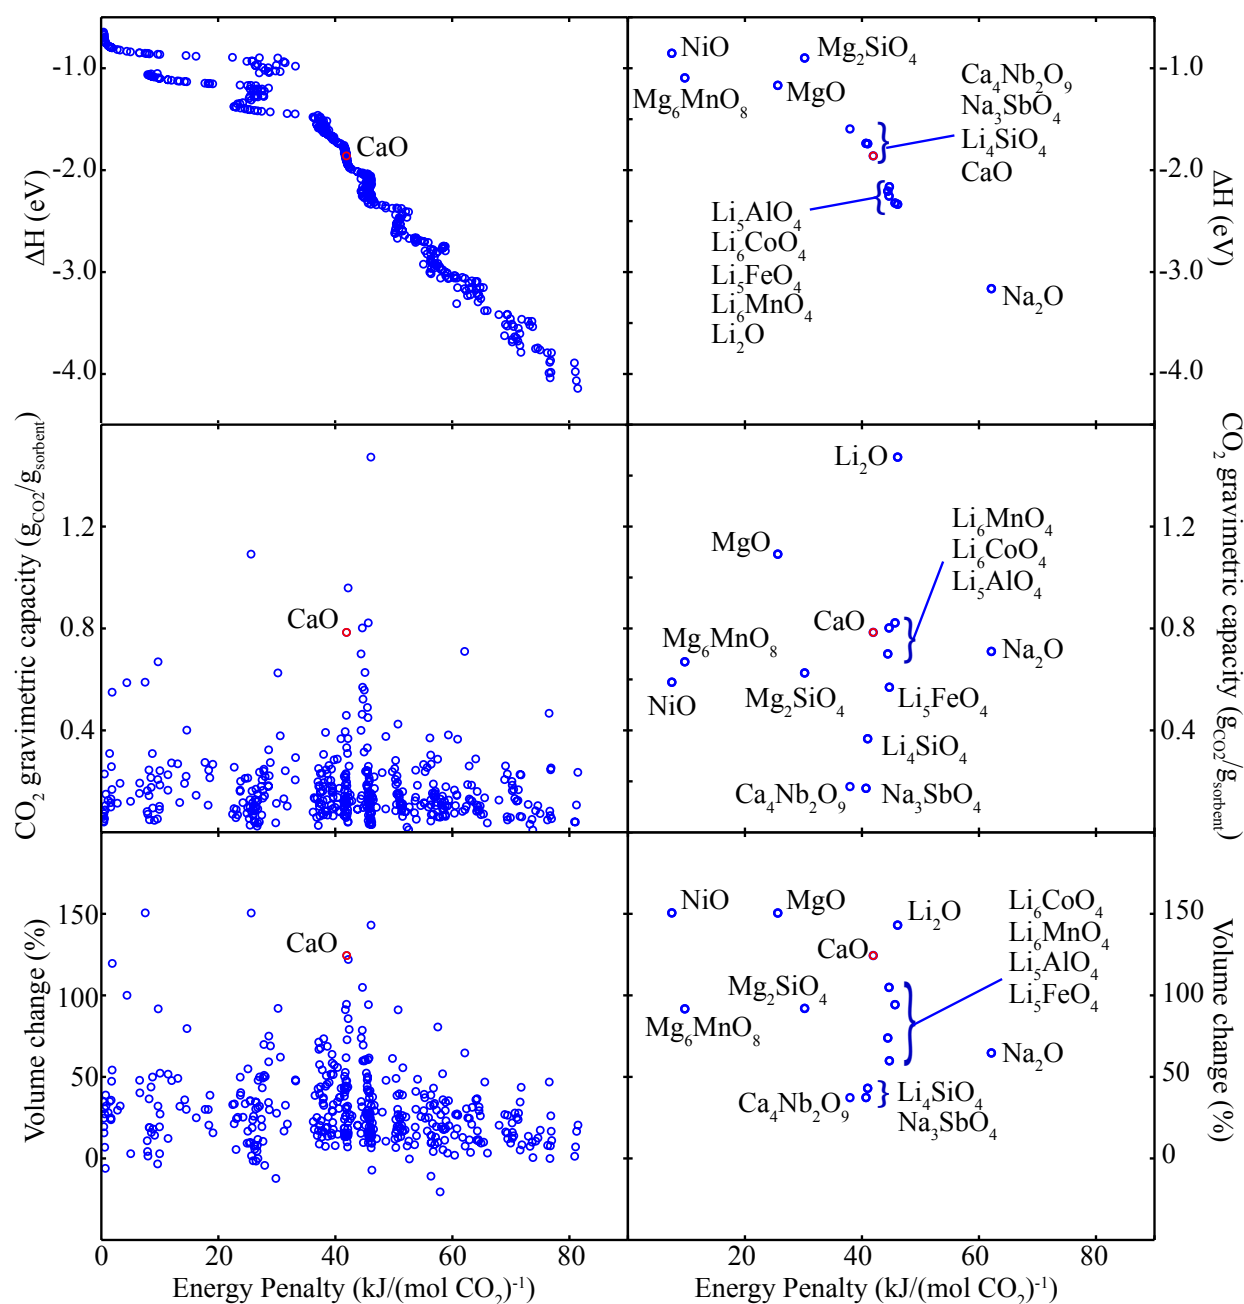 -1.0
-2.0
-3.0
-4.0
ΔH (eV)
CaO
NiO
Mg₂SiO₄
Mg₆MnO₈
MgO
Ca₄Nb₂O₉
Na₃SbO₄
Li₄SiO₄
CaO
Li₅AlO₄
Li₆CoO₄
Li₅FeO₄
Li₆MnO₄
Li₂O
Na₂O
-1.0
-2.0
-3.0
-4.0
ΔH (eV)
CO₂ gravimetric capacity (g_CO2/g_sorbent)
1.2
0.8
0.4
CaO
Li₂O
MgO
CaO
Li₆MnO₄
Li₆CoO₄
Li₅AlO₄
Mg₆MnO₈
NiO
Mg₂SiO₄
Na₂O
Li₅FeO₄
Li₄SiO₄
Ca₄Nb₂O₉
Na₃SbO₄
1.2
0.8
0.4
CO₂ gravimetric capacity (g_CO2/g_sorbent)
Volume change (%)
150
100
50
0
CaO
NiO
MgO
Li₂O
CaO
Li₆CoO₄
Li₆MnO₄
Li₅AlO₄
Li₅FeO₄
Mg₂SiO₄
Mg₆MnO₈
Na₂O
Ca₄Nb₂O₉
Li₄SiO₄
Na₃SbO₄
150
100
50
0
Volume change (%)
0 20 40 60 80
20 40 60 80
Energy Penalty (kJ/(mol CO₂)⁻¹
Energy Penalty (kJ/(mol CO₂)⁻¹